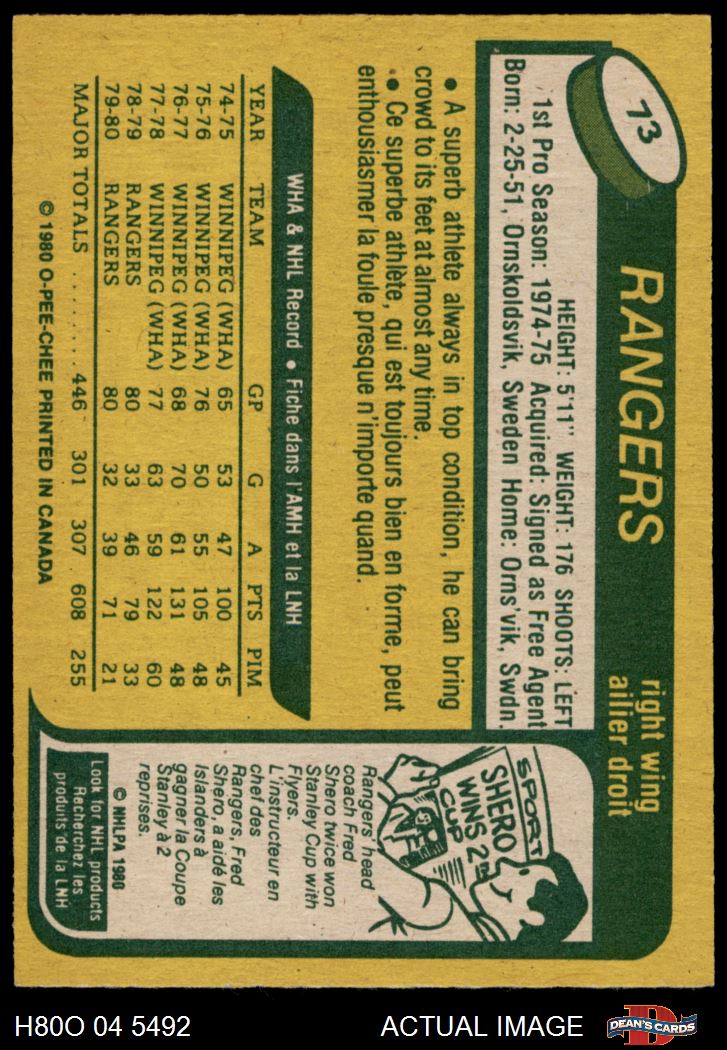 73
RANGERS
right wing
ailier droit
HEIGHT: 5'11" WEIGHT: 176 SHOOTS: LEFT
1st Pro Season: 1974-75 Acquired: Signed as Free Agent
Born: 2-25-51, Ornskoldsvik, Sweden Home: Orns'vik, Swdn.
• A superb athlete always in top condition, he can bring
crowd to its feet at almost any time.
• Ce superbe athlète, qui est toujours bien en forme, peut
enthousiasmer la foule presque n'importe quand.
WHA & NHL Record • Fiche dans l'AMH et la LNH
YEAR TEAM GP G A PTS PIM
74-75 WINNIPEG (WHA) 65 53 47 100 45
75-76 WINNIPEG (WHA) 76 50 55 105 48
76-77 WINNIPEG (WHA) 68 70 61 131 48
77-78 WINNIPEG (WHA) 77 63 59 122 60
78-79 RANGERS 80 33 46 79 33
79-80 RANGERS 80 32 39 71 21
MAJOR TOTALS ........ 446 301 307 608 255
© 1980 O-PEE-CHEE PRINTED IN CANADA
SPORT
SHERO
WINS 2ND
CUP
Rangers' head
coach Fred
Shero twice won
Stanley Cup with
Flyers.
L'instructeur en
chef des
Rangers, Fred
Shero, a aidé les
Islanders à
gagner la Coupe
Stanley à 2
reprises.
© NHLPA 1980
Look for NHL products
Recherchez les
produits de la LNH
H80O 04 5492
ACTUAL IMAGE
DEAN'S CARDS